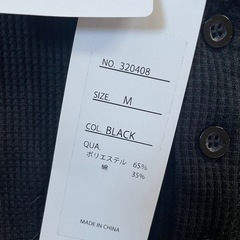 NO. 320408
SIZE. M
COL. BLACK
QUA.
ポリエステル 65%
綿 35%
MADE IN CHINA